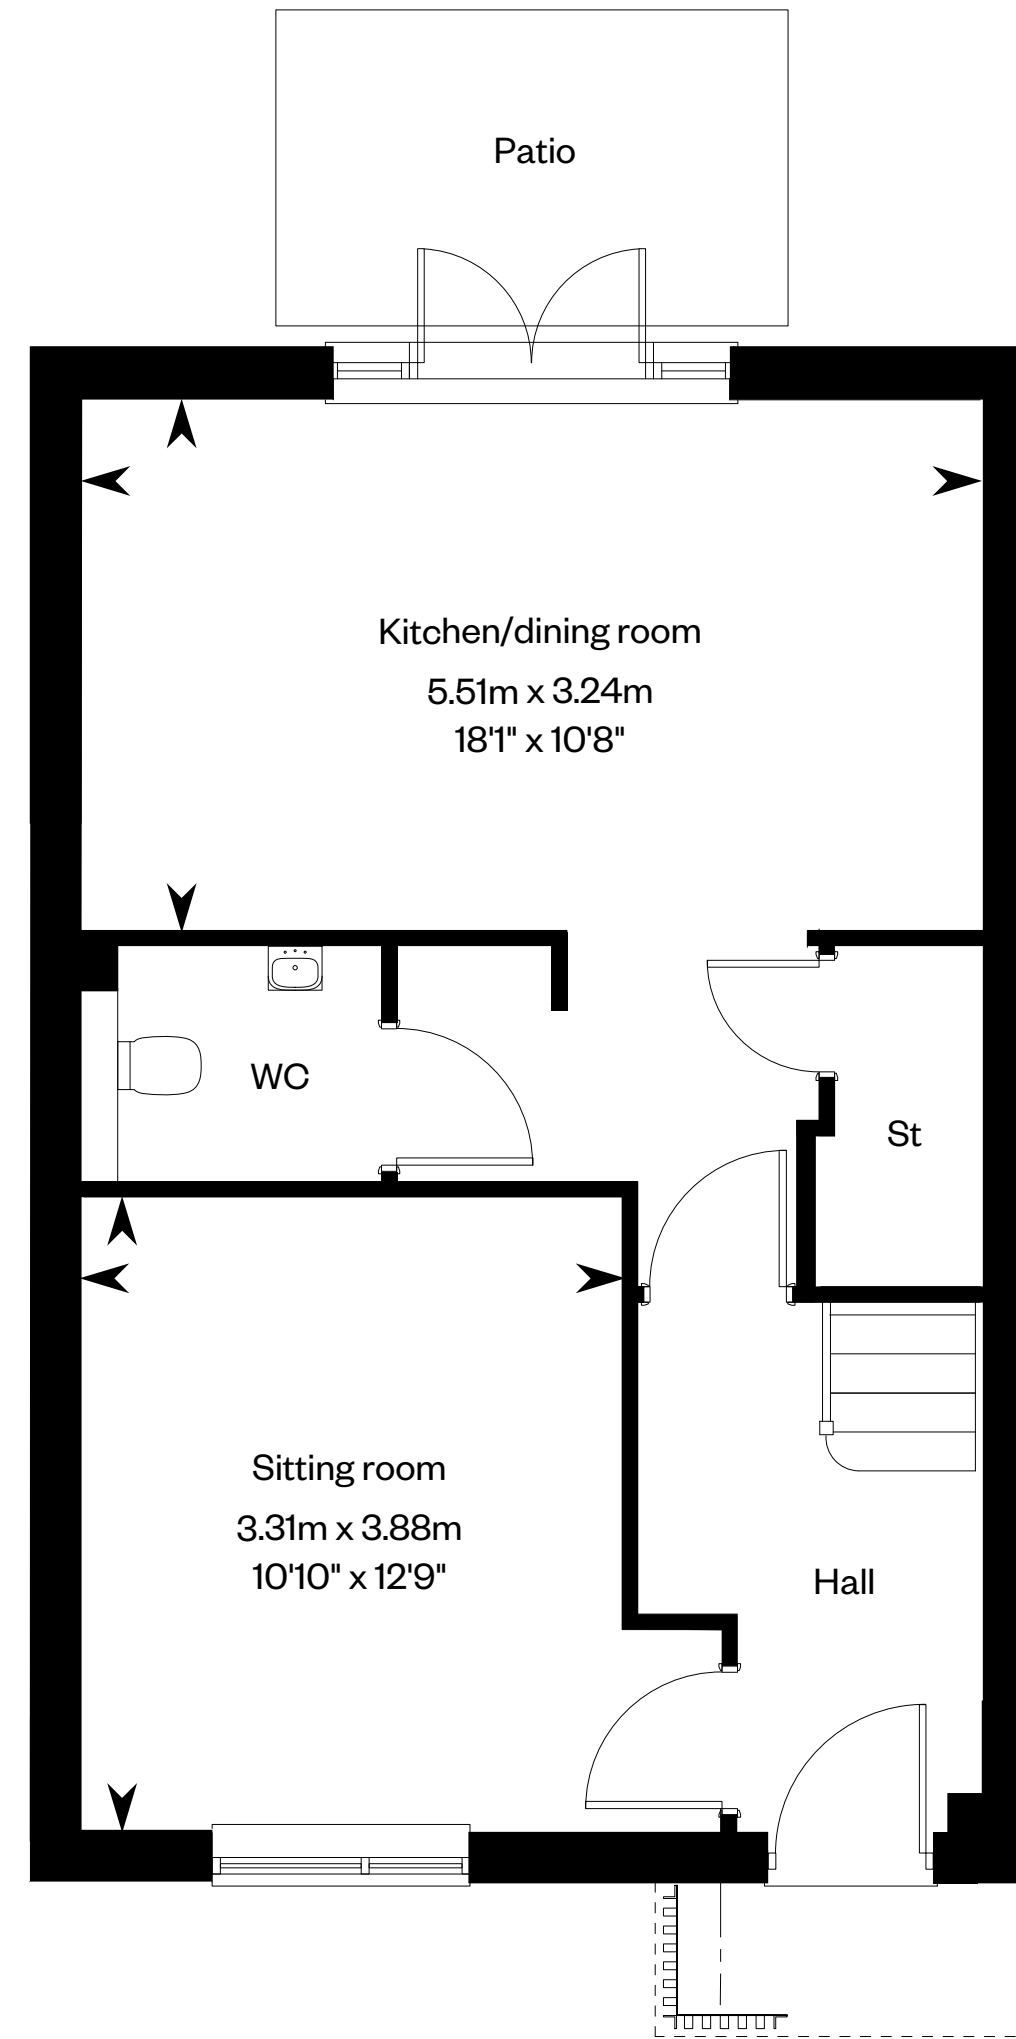 Patio
Kitchen/dining room
5.51m x 3.24m
18'1" x 10'8"
WC
St
Sitting room
3.31m x 3.88m
10'10" x 12'9"
Hall